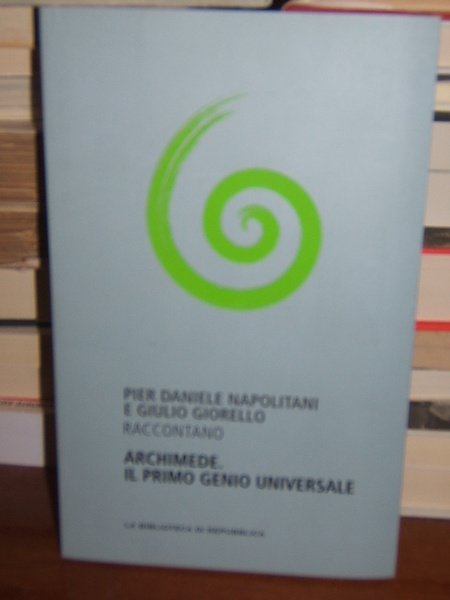 PIER DANIELE NAPOLITANI
E GIULIO GIORELLO
RACCONTANO
ARCHIMEDE.
IL PRIMO GENIO UNIVERSALE
LA BIBLIOTECA DI REPUBBLICA